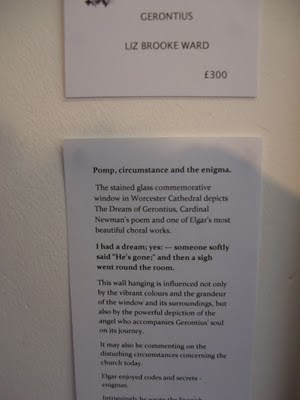 GERONTIUS
LIZ BROOKE WARD
£300
Pomp, circumstance and the enigma.
The stained glass commemorative
window in Worcester Cathedral depicts
The Dream of Gerontius, Cardinal
Newman's poem and one of Elgar's most
beautiful choral works.
I had a dream; yes: — someone softly
said "He's gone;" and then a sigh
went round the room.
This wall hanging is influenced not only
by the vibrant colours and the grandeur
of the window and its surroundings, but
also by the powerful depiction of the
angel who accompanies Gerontius' soul
on its journey.
It may also be commenting on the
disturbing circumstances concerning the
church today.
Elgar enjoyed codes and secrets -
enigmas.
Intriguingly he wrote the Spanish